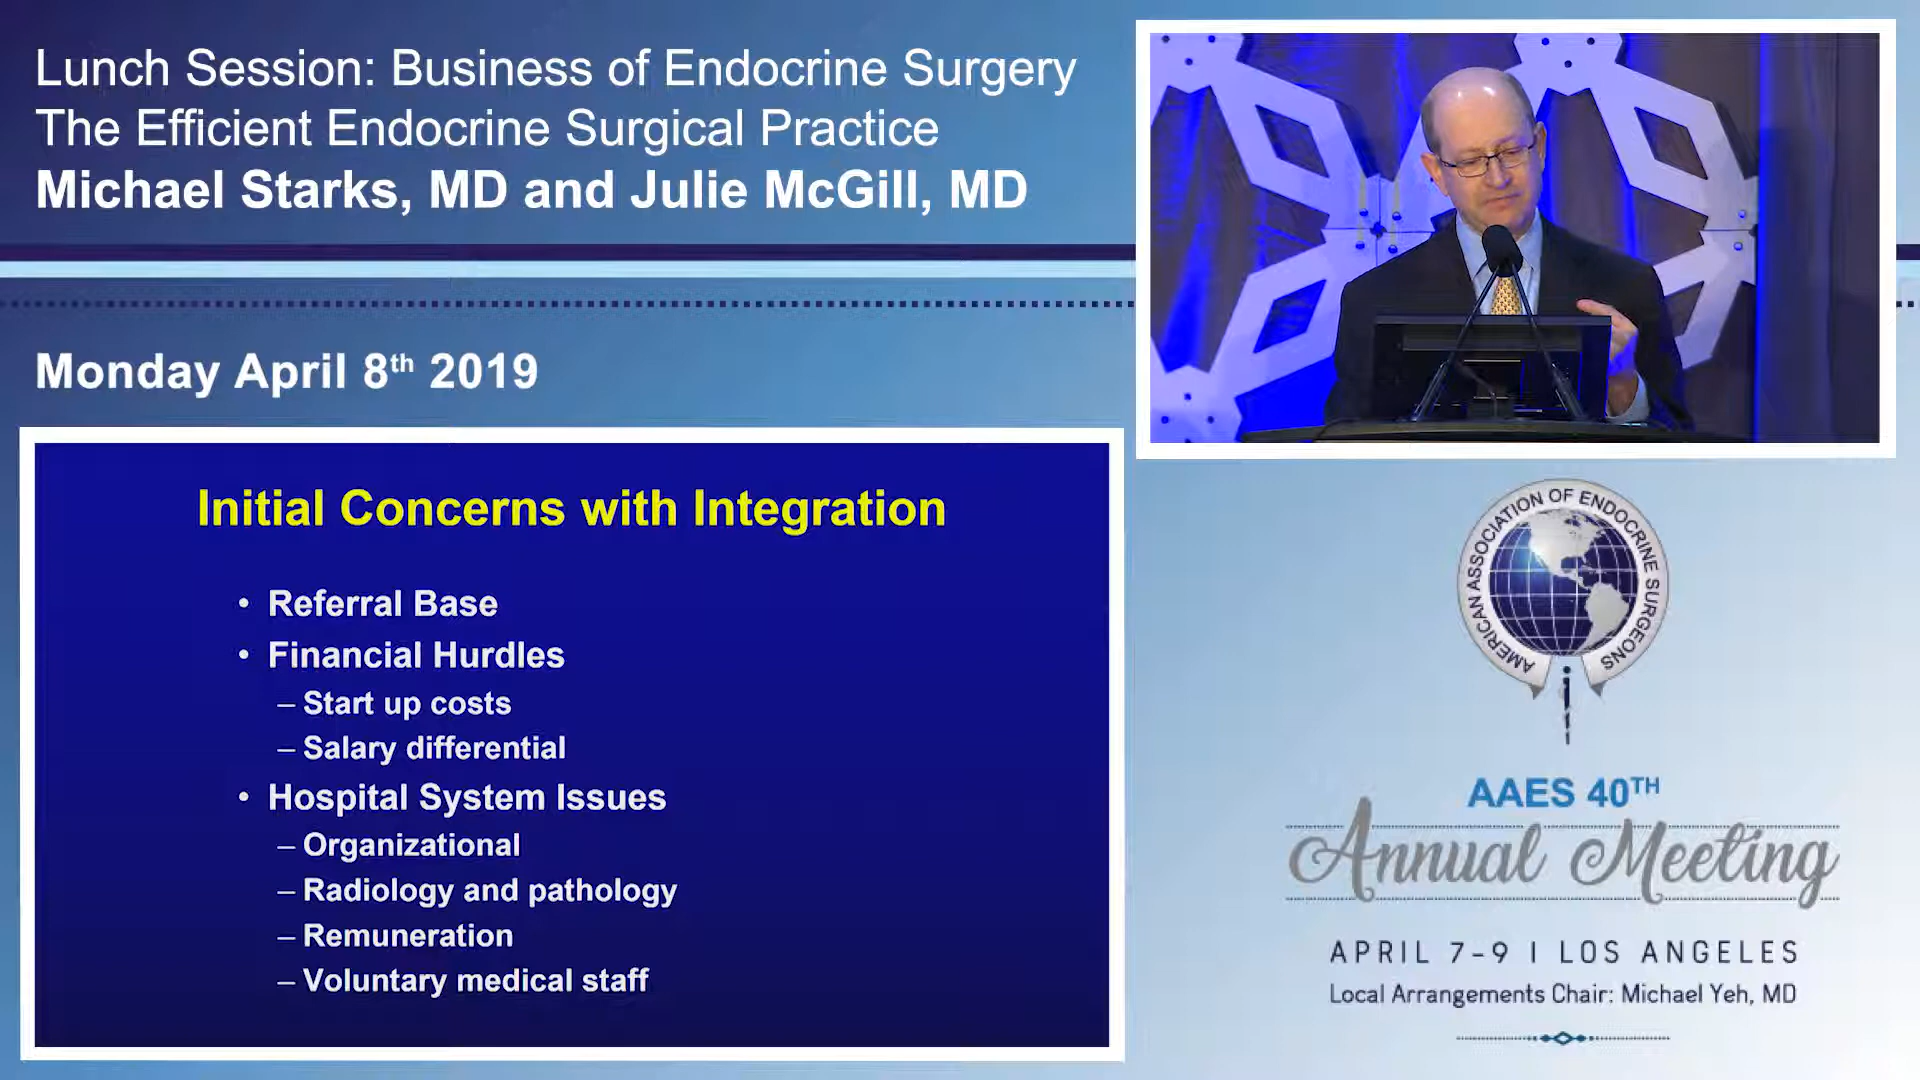 Lunch Session: Business of Endocrine Surgery
The Efficient Endocrine Surgical Practice
Michael Starks, MD and Julie McGill, MD
Monday April 8th 2019
Initial Concerns with Integration
• Referral Base
• Financial Hurdles
– Start up costs
– Salary differential
• Hospital System Issues
– Organizational
– Radiology and pathology
– Remuneration
– Voluntary medical staff
AMERICAN ASSOCIATION OF ENDOCRINE SURGEONS
AAES 40TH
Annual Meeting
APRIL 7-9 | LOS ANGELES
Local Arrangements Chair: Michael Yeh, MD